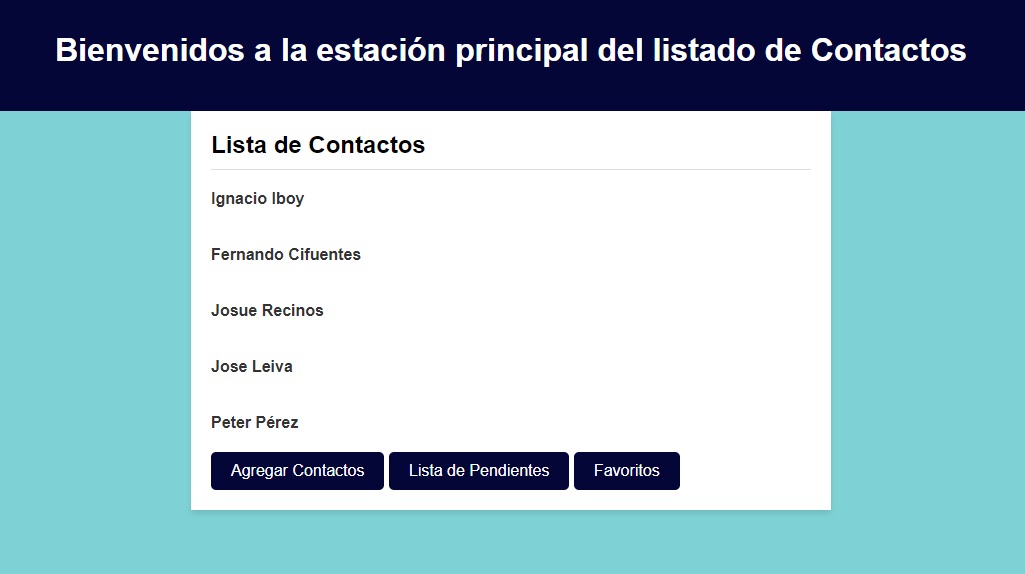 Bienvenidos a la estación principal del listado de Contactos
Lista de Contactos
Ignacio Iboy
Fernando Cifuentes
Josue Recinos
Jose Leiva
Peter Pérez
Agregar Contactos Lista de Pendientes Favoritos